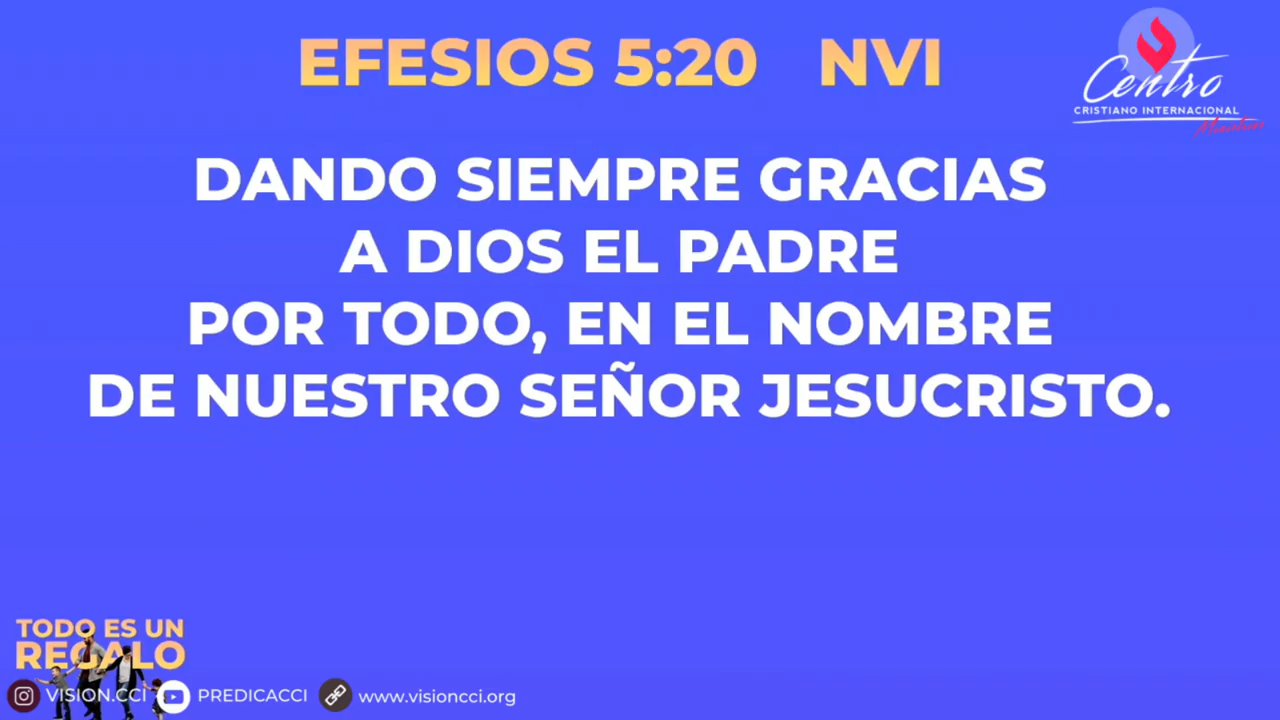 EFESIOS 5:20 NVI
Centro
CRISTIANO INTERNACIONAL
DANDO SIEMPRE GRACIAS
A DIOS EL PADRE
POR TODO, EN EL NOMBRE
DE NUESTRO SEÑOR JESUCRISTO.
TODO ES UN
REGALO
VISION.CCI PREDICACCI www.visioncci.org